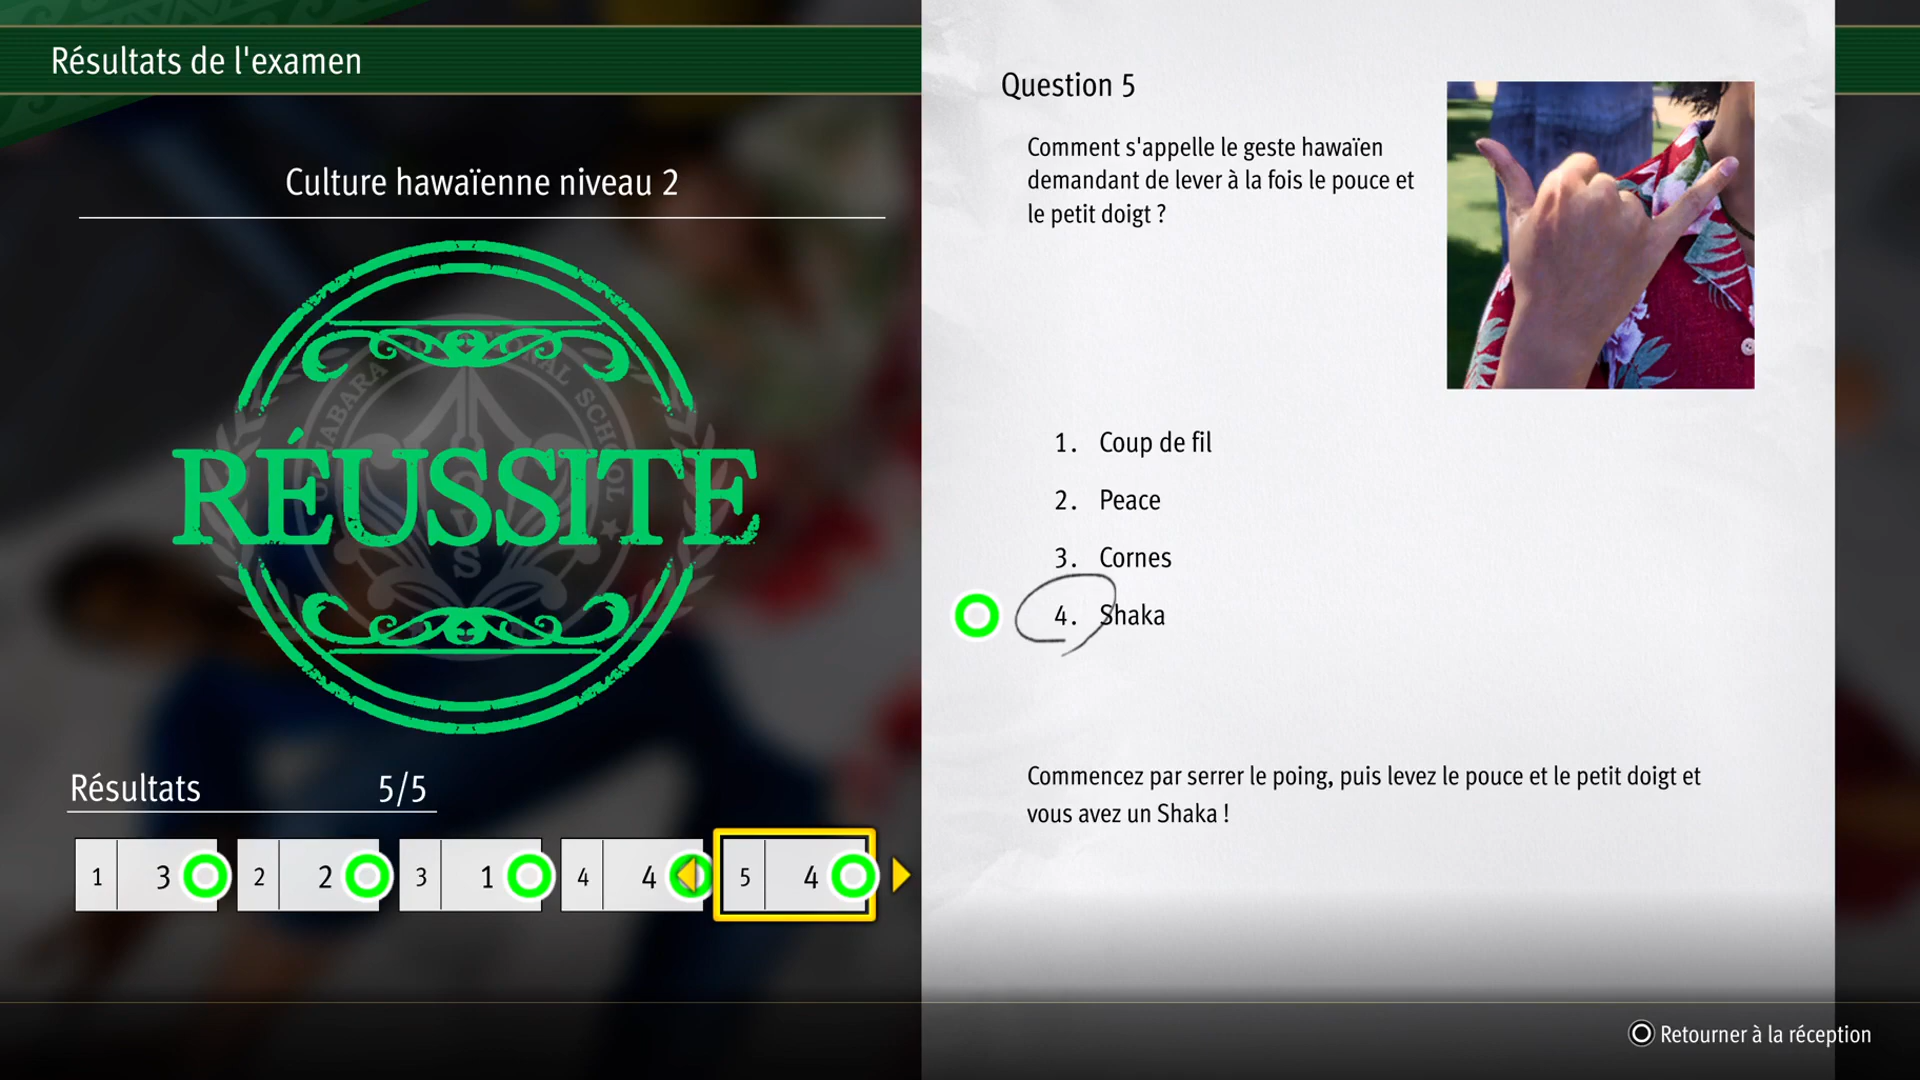 Résultats de l'examen
Culture hawaïenne niveau 2
RÉUSSITE
Résultats 5/5
1 3 2 2 3 1 4 4 5 4
Question 5
Comment s'appelle le geste hawaïen
demandant de lever à la fois le pouce et
le petit doigt ?
1. Coup de fil
2. Peace
3. Cornes
4. Shaka
Commencez par serrer le poing, puis levez le pouce et le petit doigt et
vous avez un Shaka !
Retourner à la réception